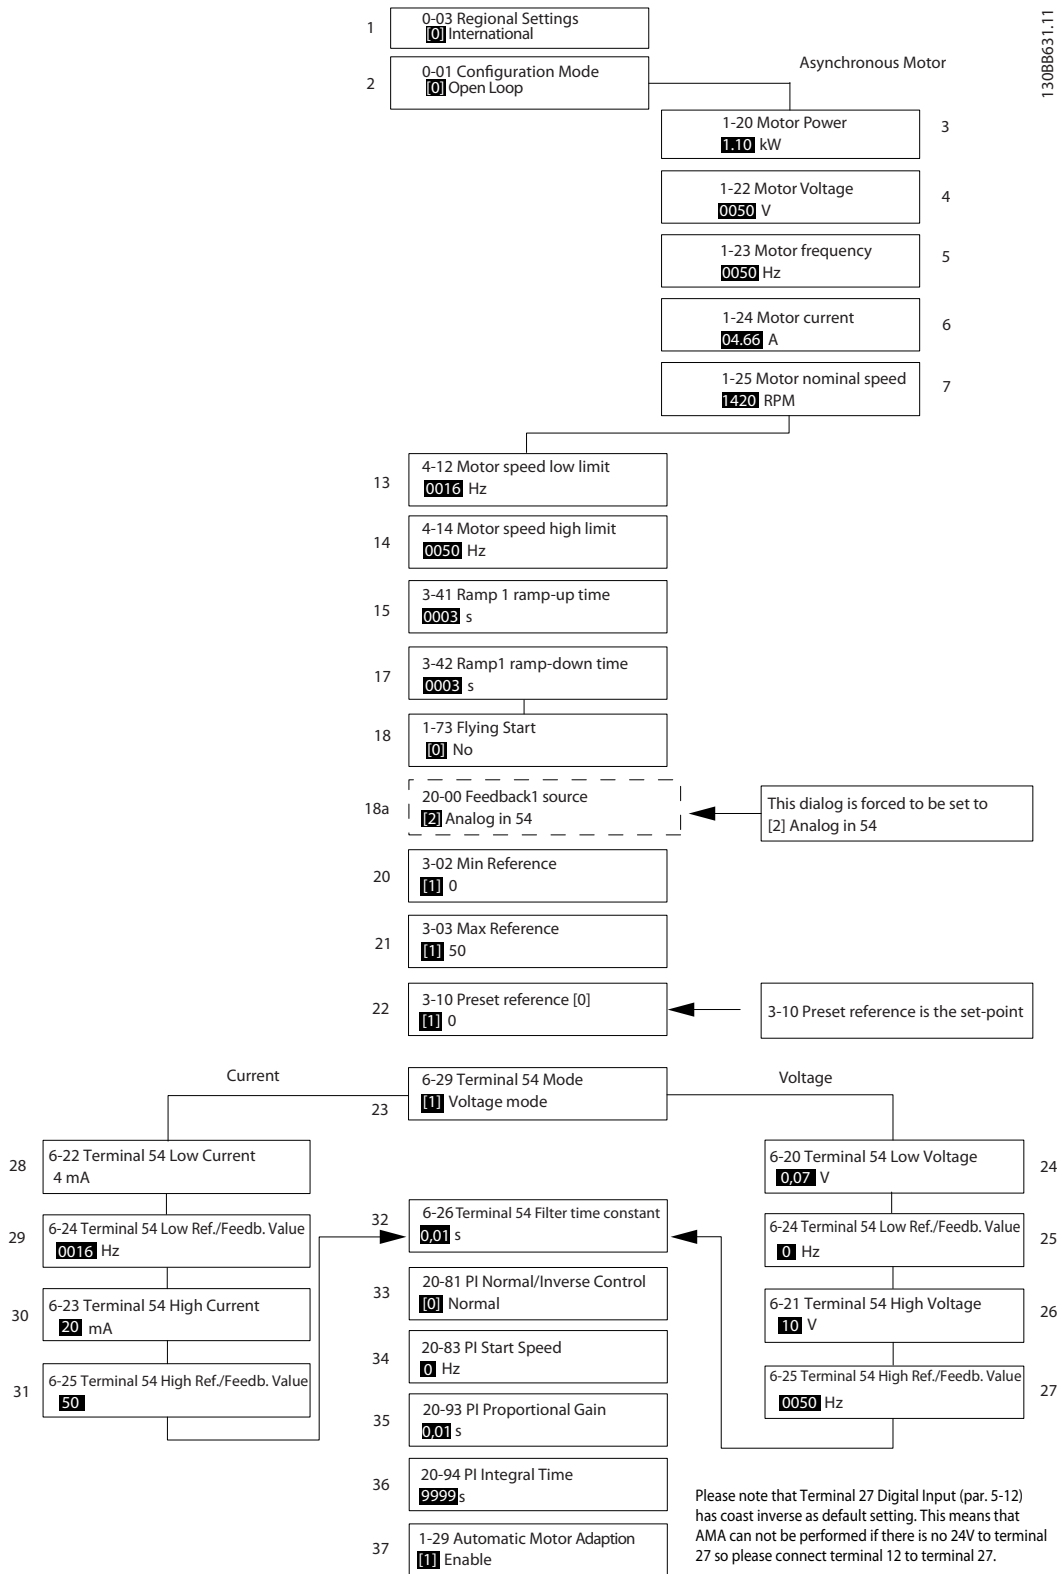 130BB631.11
1
0-03 Regional Settings
[0] International
2
0-01 Configuration Mode
[0] Open Loop
Asynchronous Motor
1-20 Motor Power
1.10 kW
3
1-22 Motor Voltage
0050 V
4
1-23 Motor frequency
0050 Hz
5
1-24 Motor current
04.66 A
6
1-25 Motor nominal speed
1420 RPM
7
13
4-12 Motor speed low limit
0016 Hz
14
4-14 Motor speed high limit
0050 Hz
15
3-41 Ramp 1 ramp-up time
0003 s
17
3-42 Ramp1 ramp-down time
0003 s
18
1-73 Flying Start
[0] No
18a
20-00 Feedback1 source
[2] Analog in 54
This dialog is forced to be set to
[2] Analog in 54
20
3-02 Min Reference
[1] 0
21
3-03 Max Reference
[1] 50
22
3-10 Preset reference [0]
[1] 0
3-10 Preset reference is the set-point
Current
23
6-29 Terminal 54 Mode
[1] Voltage mode
Voltage
28
6-22 Terminal 54 Low Current
4 mA
29
6-24 Terminal 54 Low Ref./Feedb. Value
0016 Hz
30
6-23 Terminal 54 High Current
20 mA
31
6-25 Terminal 54 High Ref./Feedb. Value
50
6-20 Terminal 54 Low Voltage
0,07 V
24
6-24 Terminal 54 Low Ref./Feedb. Value
0 Hz
25
6-21 Terminal 54 High Voltage
10 V
26
6-25 Terminal 54 High Ref./Feedb. Value
0050 Hz
27
32
6-26 Terminal 54 Filter time constant
0,01 s
33
20-81 PI Normal/Inverse Control
[0] Normal
34
20-83 PI Start Speed
0 Hz
35
20-93 PI Proportional Gain
0,01 s
36
20-94 PI Integral Time
9999 s
37
1-29 Automatic Motor Adaption
[1] Enable
Please note that Terminal 27 Digital Input (par. 5-12)
has coast inverse as default setting. This means that
AMA can not be performed if there is no 24V to terminal
27 so please connect terminal 12 to terminal 27.